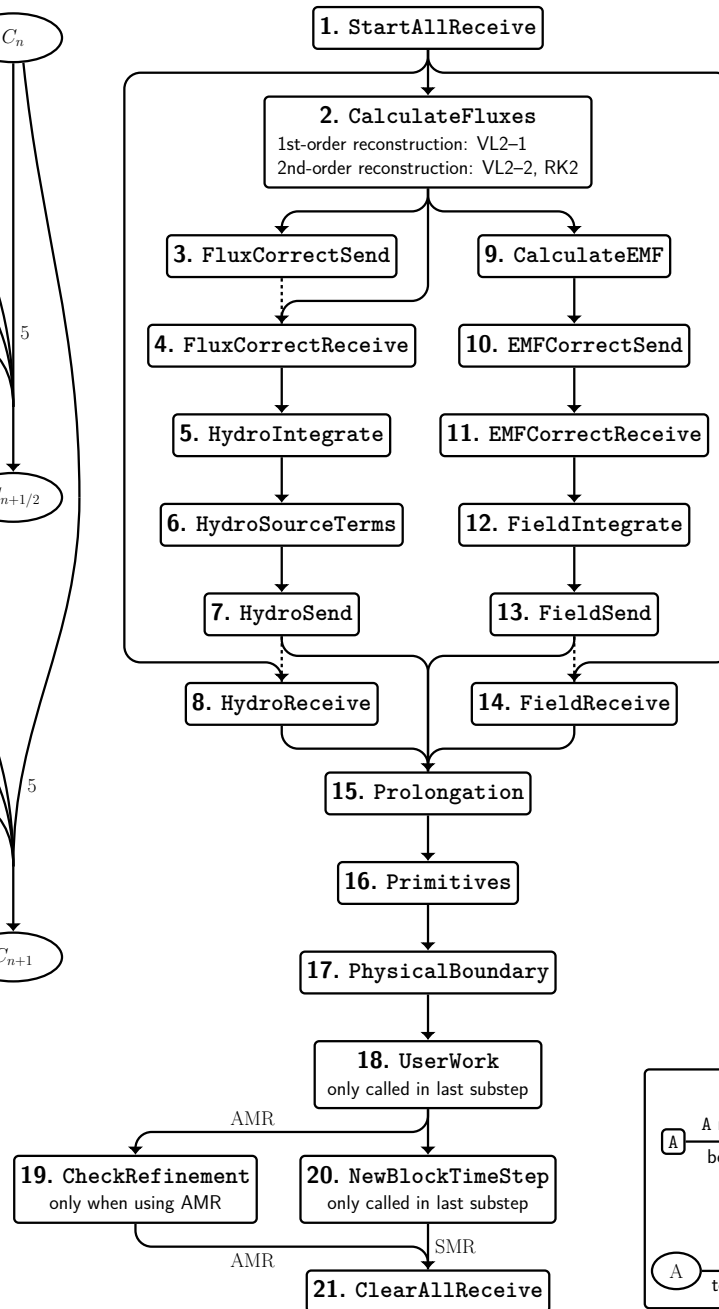 C_n
5
n+1/2
5
C_{n+1}
1. StartAllReceive
2. CalculateFluxes
1st-order reconstruction: VL2–1
2nd-order reconstruction: VL2–2, RK2
3. FluxCorrectSend
9. CalculateEMF
4. FluxCorrectReceive
10. EMFCorrectSend
5. HydroIntegrate
11. EMFCorrectReceive
6. HydroSourceTerms
12. FieldIntegrate
7. HydroSend
13. FieldSend
8. HydroReceive
14. FieldReceive
15. Prolongation
16. Primitives
17. PhysicalBoundary
18. UserWork
only called in last substep
AMR
19. CheckRefinement
only when using AMR
20. NewBlockTimeStep
only called in last substep
AMR
SMR
21. ClearAllReceive
A
A
A